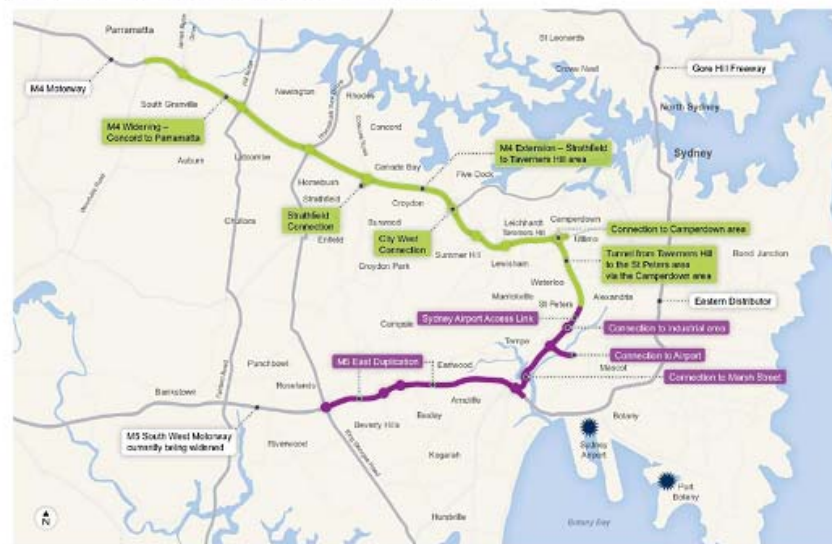 Parramatta
M4 Motorway
South Granville
M4 Widening –
Concord to Parramatta
Auburn
Lidcombe
Newington
Rhodes
Concord
St Leonards
Crows Nest
Gore Hill Freeway
North Sydney
Sydney
M4 Extension – Strathfield
to Taverners Hill area
Canada Bay
Five Dock
Homebush
Strathfield
Croydon
Strathfield
Connection
Burwood
Enfield
City West
Connection
Chullora
Croydon Park
Summer Hill
Leichhardt
Taverners Hill
Camperdown
Connection to Camperdown area
Ultimo
Lewisham
Tunnel from Taverners Hill
to the St Peters area
via the Camperdown area
Bondi Junction
Waterloo
Marrickville
St Peters
Alexandria
Eastern Distributor
Sydney Airport Access Link
Campsie
Tempe
Connection to industrial area
Connection to Airport
Mascot
Connection to Marsh Street
Punchbowl
M5 East Duplication
Earlwood
Bankstown
Roselands
Arncliffe
Bexley
Beverly Hills
Botany
M5 South West Motorway
currently being widened
Riverwood
King Georges Road
Kogarah
Sydney
Airport
Port
Botany
Hurstville
Botany Bay
N